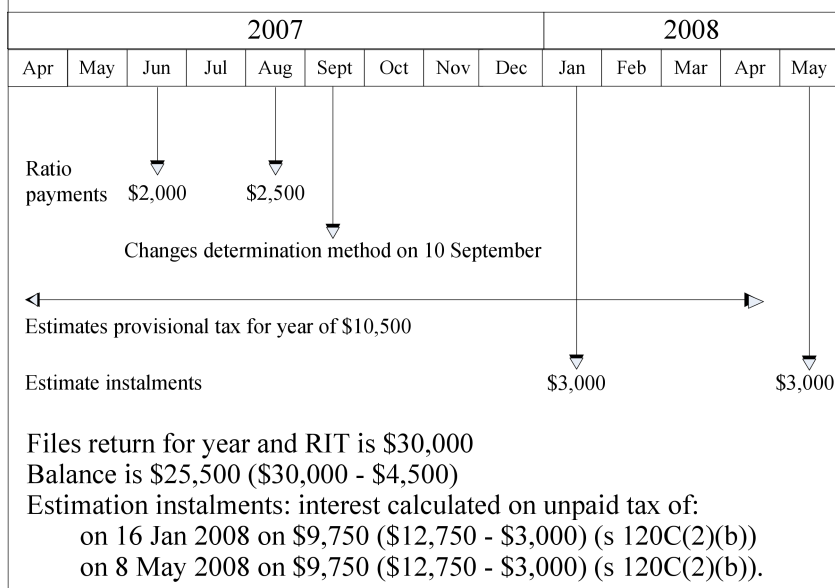 2007 2008
Apr May Jun Jul Aug Sept Oct Nov Dec Jan Feb Mar Apr May
Ratio
payments $2,000 $2,500
Changes determination method on 10 September
Estimates provisional tax for year of $10,500
Estimate instalments $3,000 $3,000
Files return for year and RIT is $30,000
Balance is $25,500 ($30,000 - $4,500)
Estimation instalments: interest calculated on unpaid tax of:
on 16 Jan 2008 on $9,750 ($12,750 - $3,000) (s 120C(2)(b))
on 8 May 2008 on $9,750 ($12,750 - $3,000) (s 120C(2)(b)).